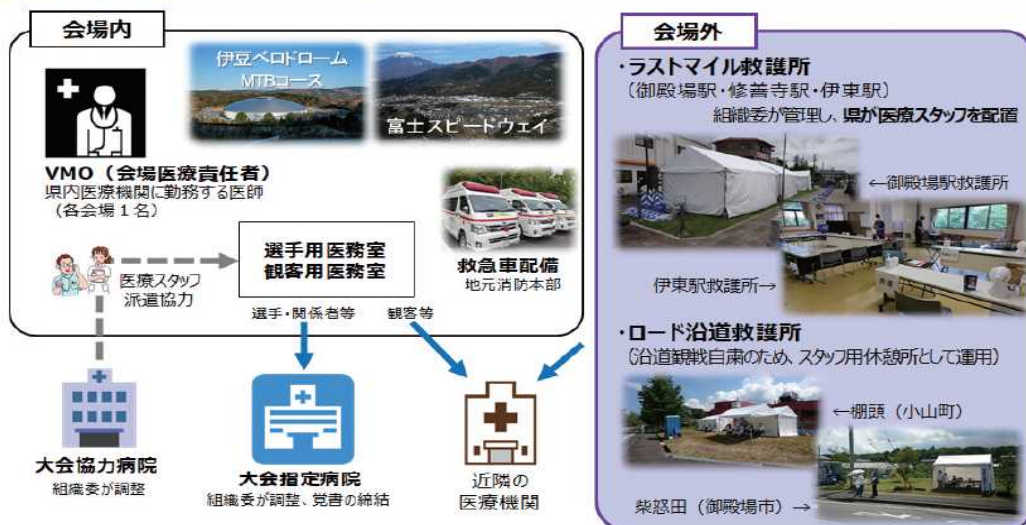 会場内
伊豆ベロドローム
MTBコース
富士スピードウェイ
VMO（会場医療責任者）
県内医療機関に勤務する医師
（各会場１名）
医療スタッフ
派遣協力
選手用医務室
観客用医務室
救急車配備
地元消防本部
選手・関係者等
観客等
大会協力病院
組織委が調整
大会指定病院
組織委が調整、覚書の締結
近隣の
医療機関
会場外
・ラストマイル救護所
（御殿場駅・修善寺駅・伊東駅）
組織委が管理し、県が医療スタッフを配置
←御殿場駅救護所
伊東駅救護所→
・ロード沿道救護所
（沿道観戦自粛のため、スタッフ用休憩所として運用）
←棚頭（小山町）
柴怒田（御殿場市）→